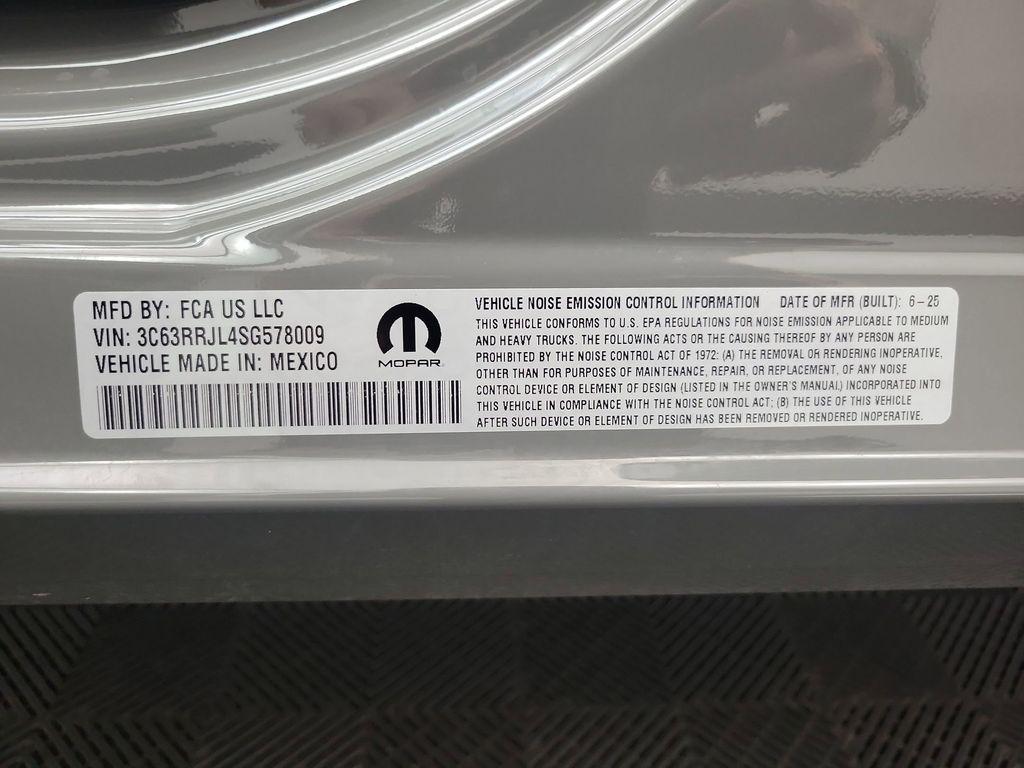 MFD BY: FCA US LLC
VIN: 3C63RRJL4SG578009
VEHICLE MADE IN: MEXICO
MOPAR
VEHICLE NOISE EMISSION CONTROL INFORMATION DATE OF MFR (BUILT): 6-25
THIS VEHICLE CONFORMS TO U.S. EPA REGULATIONS FOR NOISE EMISSION APPLICABLE TO MEDIUM
AND HEAVY TRUCKS. THE FOLLOWING ACTS OR THE CAUSING THEREOF BY ANY PERSON ARE
PROHIBITED BY THE NOISE CONTROL ACT OF 1972: (A) THE REMOVAL OR RENDERING INOPERATIVE,
OTHER THAN FOR PURPOSES OF MAINTENANCE, REPAIR, OR REPLACEMENT, OF ANY NOISE
CONTROL DEVICE OR ELEMENT OF DESIGN (LISTED IN THE OWNER'S MANUAL) INCORPORATED INTO
THIS VEHICLE IN COMPLIANCE WITH THE NOISE CONTROL ACT; (B) THE USE OF THIS VEHICLE
AFTER SUCH DEVICE OR ELEMENT OF DESIGN HAS BEEN REMOVED OR RENDERED INOPERATIVE.